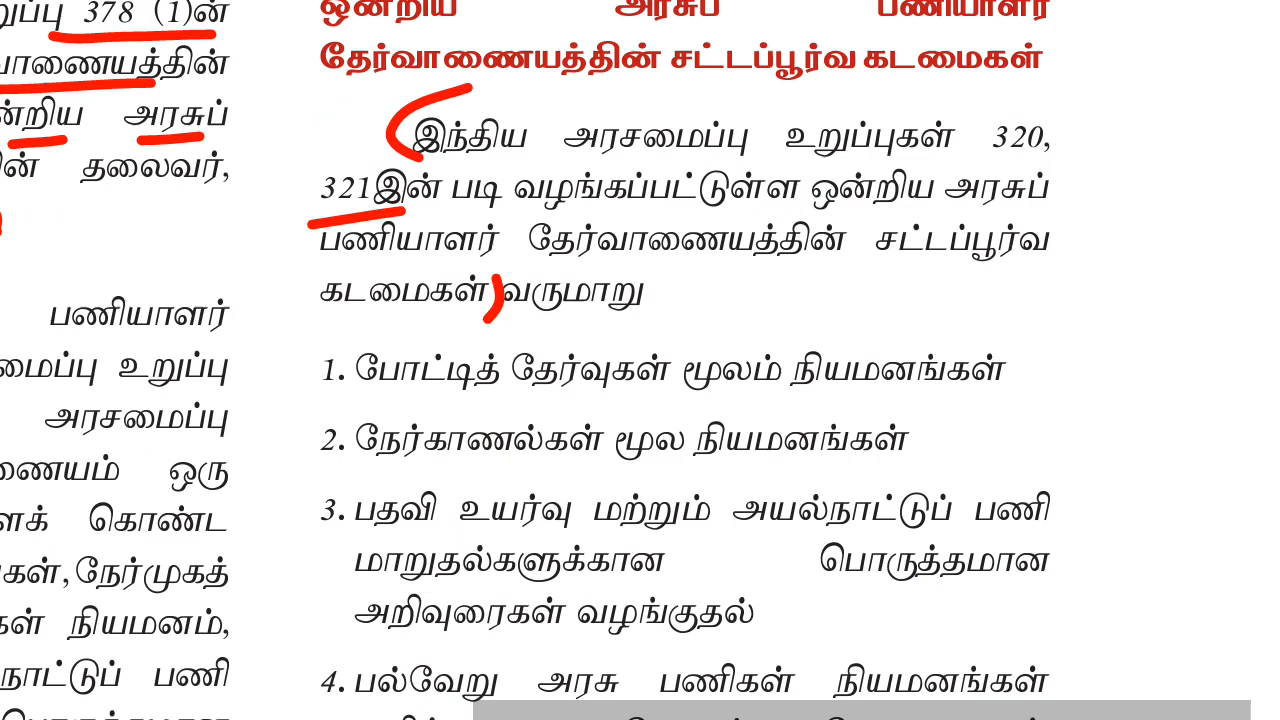 378 (1)ன்
அரசுப்
தலைவர்,
பணியாளர்
உறுப்பு
அரசமைப்பு
ஒரு
கொண்ட
நேர்முகத்
நியமனம்,
பணி
ஒன்றிய அரசுப் பணியாளர்
தேர்வாணையத்தின் சட்டப்பூர்வ கடமைகள்
இந்திய அரசமைப்பு உறுப்புகள் 320,
321இன் படி வழங்கப்பட்டுள்ள ஒன்றிய அரசுப்
பணியாளர் தேர்வாணையத்தின் சட்டப்பூர்வ
கடமைகள் வருமாறு
1. போட்டித் தேர்வுகள் மூலம் நியமனங்கள்
2. நேர்காணல்கள் மூல நியமனங்கள்
3. பதவி உயர்வு மற்றும் அயல்நாட்டுப் பணி
மாறுதல்களுக்கான பொருத்தமான
அறிவுரைகள் வழங்குதல்
4. பல்வேறு அரசு பணிகள் நியமனங்கள்